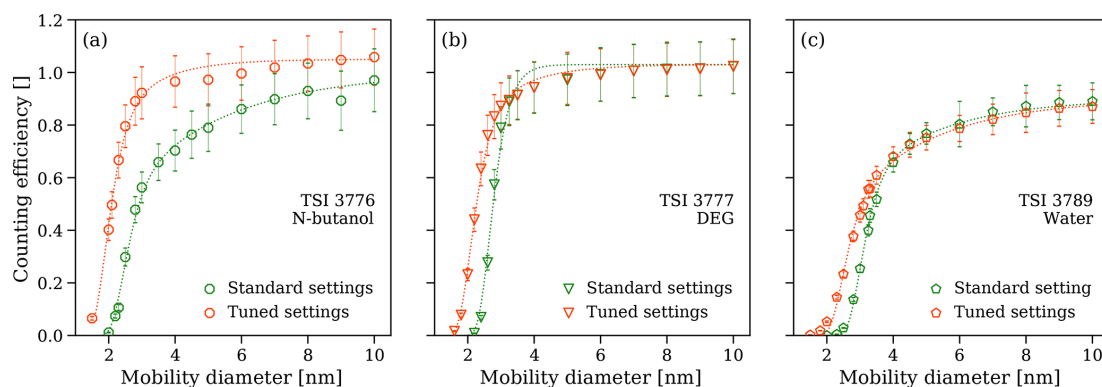 (a)
(b)
(c)
1.2
1.0
0.8
0.6
0.4
0.2
0.0
Counting efficiency []
TSI 3776
N-butanol
Standard settings
Tuned settings
2 4 6 8 10
Mobility diameter [nm]
TSI 3777
DEG
Standard settings
Tuned settings
2 4 6 8 10
Mobility diameter [nm]
TSI 3789
Water
Standard setting
Tuned settings
2 4 6 8 10
Mobility diameter [nm]